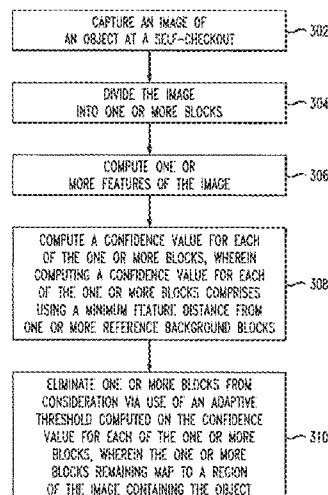 CAPTURE AN IMAGE OF
AN OBJECT AT A SELF-CHECKOUT
302
DIVIDE THE IMAGE
INTO ONE OR MORE BLOCKS
304
COMPUTE ONE OR
MORE FEATURES OF THE IMAGE
306
COMPUTE A CONFIDENCE VALUE FOR EACH
OF THE ONE OR MORE BLOCKS, WHEREIN
COMPUTING A CONFIDENCE VALUE FOR EACH
OF THE ONE OR MORE BLOCKS COMPRISES
USING A MINIMUM FEATURE DISTANCE FROM
ONE OR MORE REFERENCE BACKGROUND BLOCKS
308
ELIMINATE ONE OR MORE BLOCKS FROM
CONSIDERATION VIA USE OF AN ADAPTIVE
THRESHOLD COMPUTED ON THE CONFIDENCE
VALUE FOR EACH OF THE ONE OR MORE
BLOCKS, WHEREIN THE ONE OR MORE
BLOCKS REMAINING MAP TO A REGION
OF THE IMAGE CONTAINING THE OBJECT
310